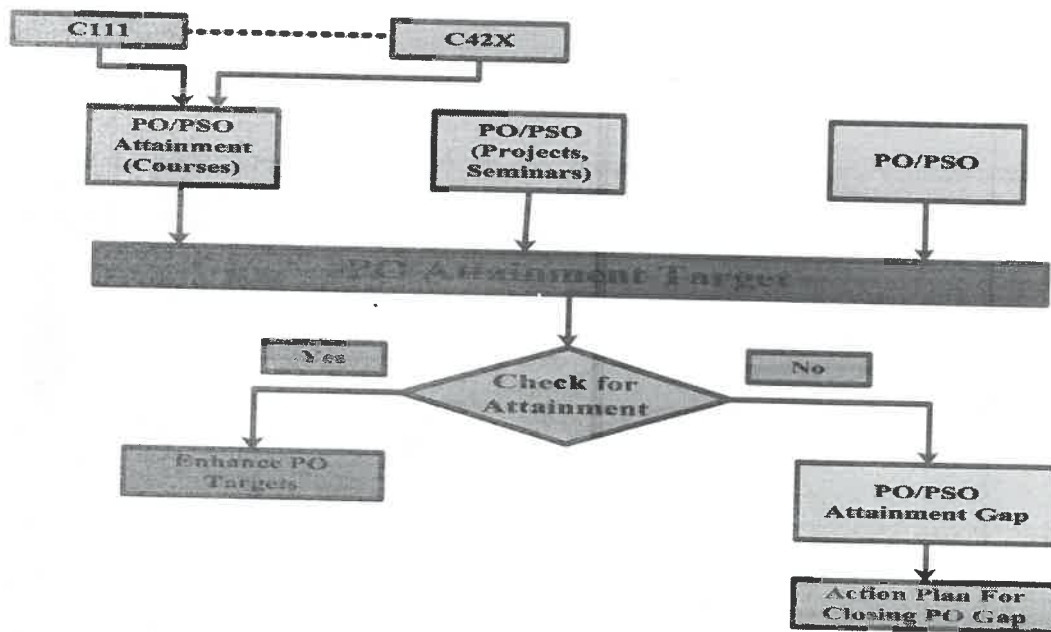 C111
C42X
PO/PSO
Attainment
(Courses)
PO/PSO
(Projects,
Seminars)
PO/PSO
PO Attainment Target
Yes
Check for
Attainment
No
Enhance PO
Targets
PO/PSO
Attainment Gap
Action Plan For
Closing PO Gap